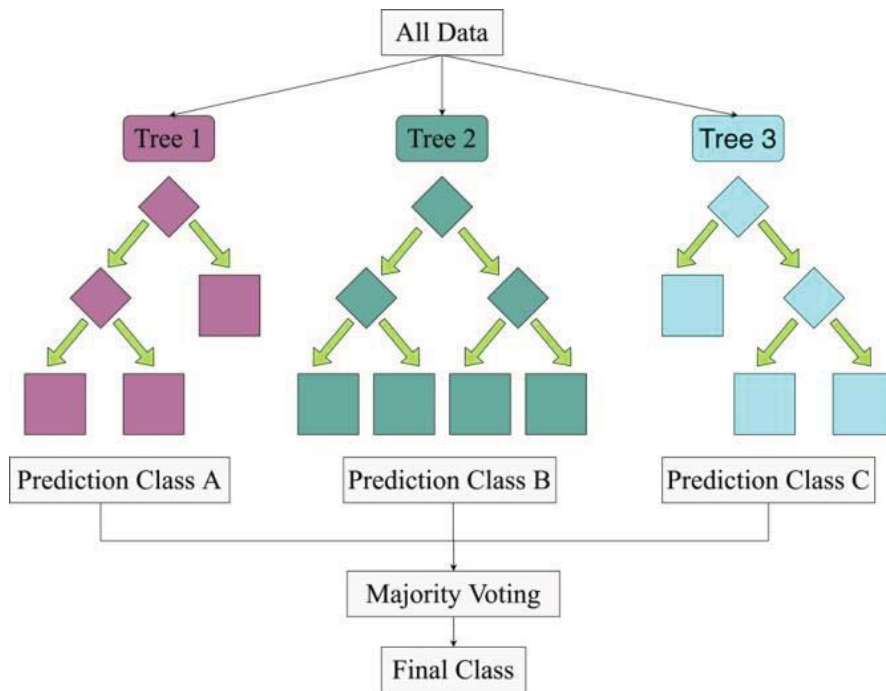 All Data
Tree 1
Tree 2
Tree 3
Prediction Class A
Prediction Class B
Prediction Class C
Majority Voting
Final Class